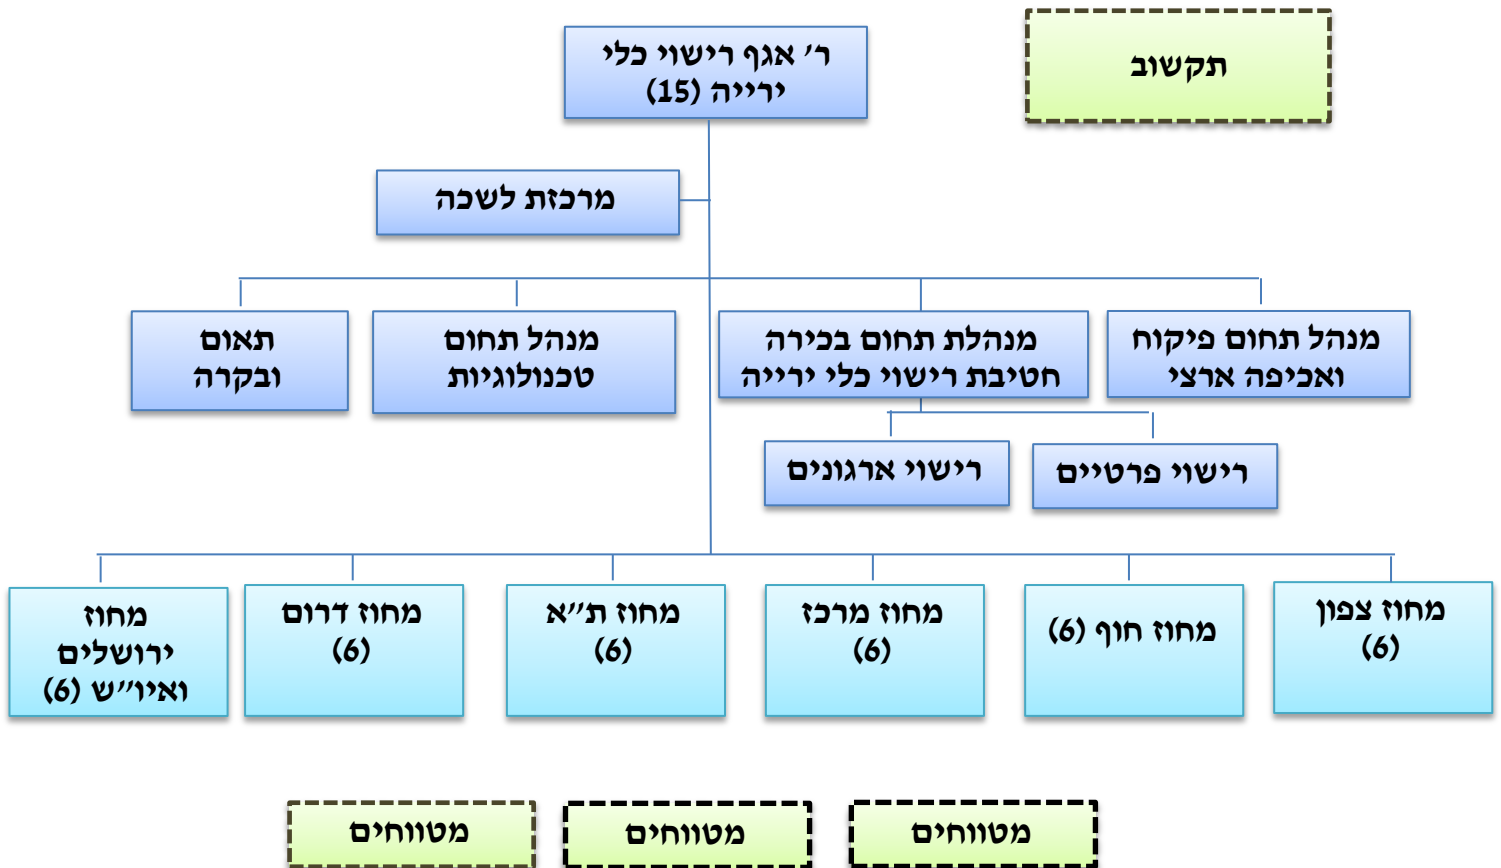 תקשוב
ר׳ אגף רישוי כלי
ירייה (15)
מרכזת לשכה
מנהל תחום פיקוח
ואכיפה ארצי
מנהלת תחום בכירה
חטיבת רישוי כלי ירייה
מנהל תחום
טכנולוגיות
תאום
ובקרה
רישוי פרטיים
רישוי ארגונים
מחוז צפון
(6)
מחוז חוף (6)
מחוז מרכז
(6)
מחוז ת״א
(6)
מחוז דרום
(6)
מחוז
ירושלים
ואיו״ש (6)
מטווחים
מטווחים
מטווחים